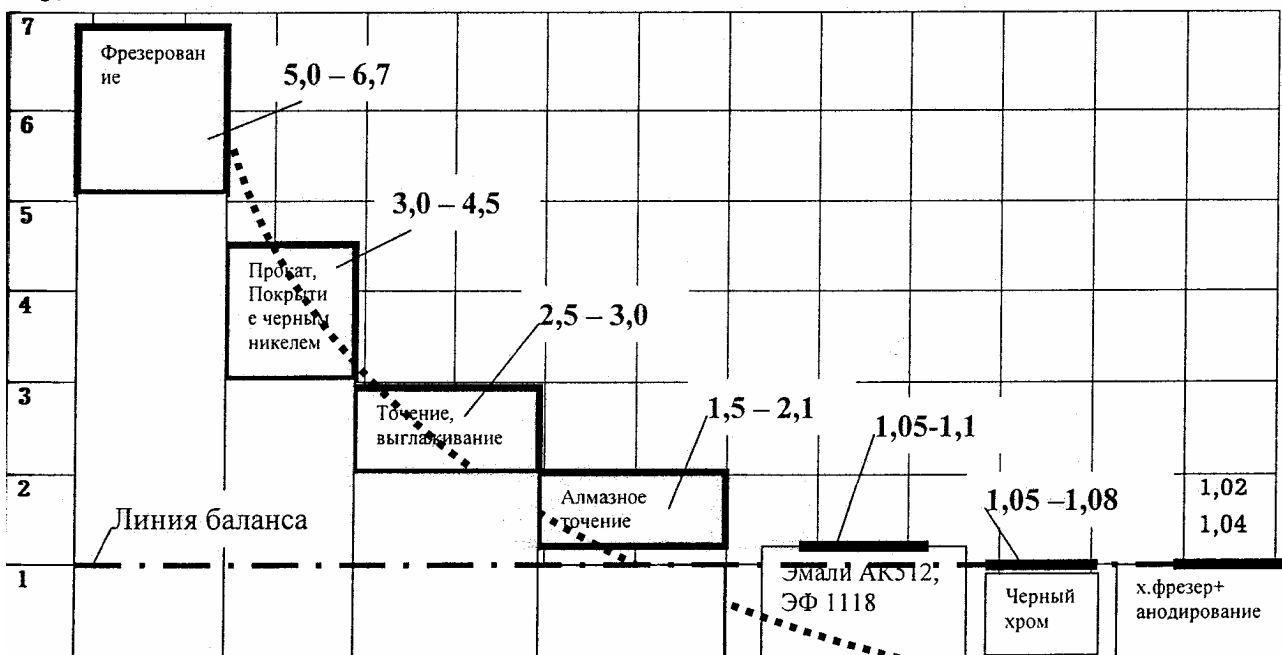 7
Фрезерован
ие
5,0 – 6,7
6
5
3,0 – 4,5
Прокат,
Покрыти
е черным
никелем
4
2,5 – 3,0
3
Точение,
выглаживание
1,5 – 2,1
1,05-1,1
2
Алмазное
точение
1,05 –1,08
1,02
1,04
Линия баланса
1
Эмали АК512,
ЭФ 1118
Черный
хром
х.фрезер+
анодирование